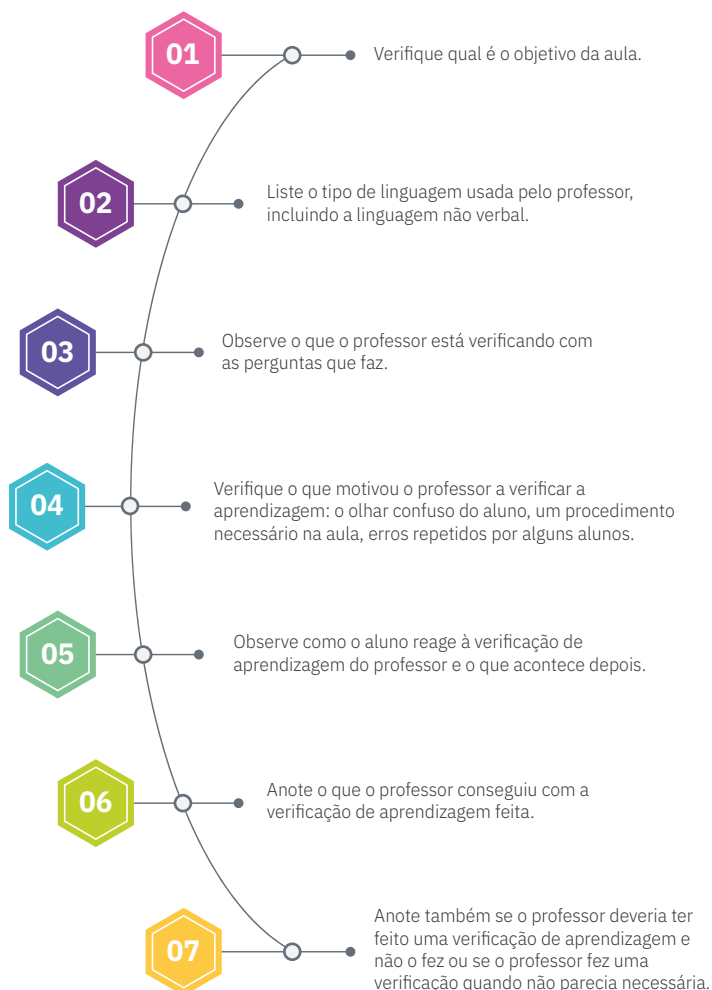 01
Verifique qual é o objetivo da aula.
02
Liste o tipo de linguagem usada pelo professor,
incluindo a linguagem não verbal.
03
Observe o que o professor está verificando com
as perguntas que faz.
04
Verifique o que motivou o professor a verificar a
aprendizagem: o olhar confuso do aluno, um procedimento
necessário na aula, erros repetidos por alguns alunos.
05
Observe como o aluno reage à verificação de
aprendizagem do professor e o que acontece depois.
06
Anote o que o professor conseguiu com a
verificação de aprendizagem feita.
07
Anote também se o professor deveria ter
feito uma verificação de aprendizagem e
não o fez ou se o professor fez uma
verificação quando não parecia necessária.